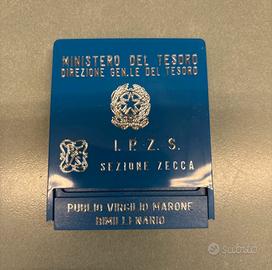 MINISTERO DEL TESORO
DIREZIONE GEN.LE DEL TESORO
I. P. Z. S.
SEZIONE ZECCA
PUBLIO VIRGILIO MARONE
BIMILLENARIO
subito